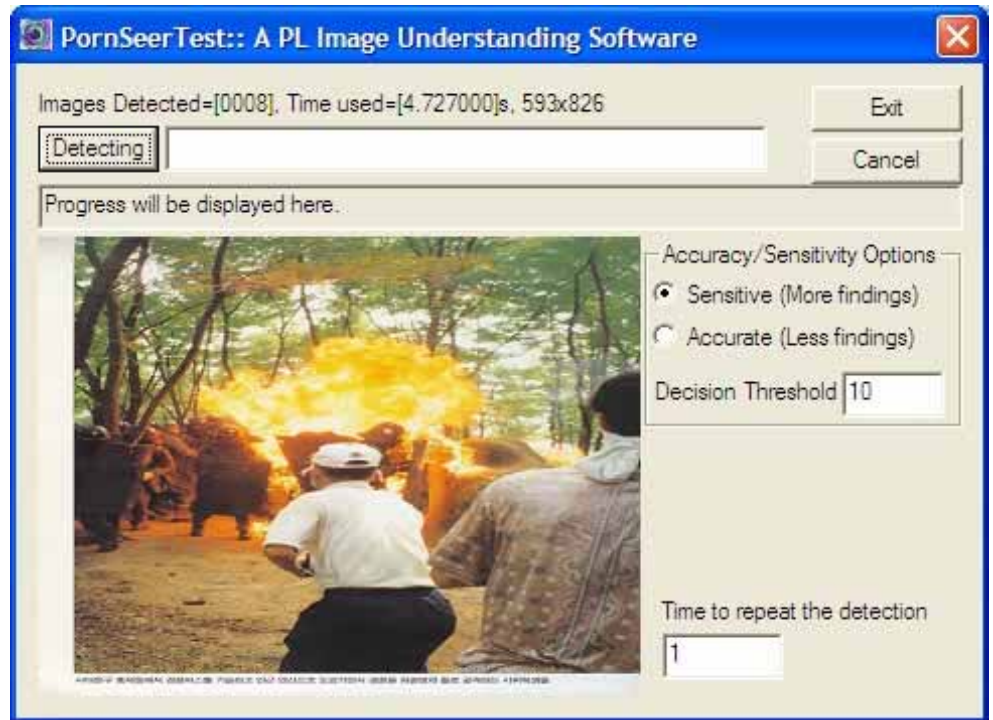 PornSeerTest:: A PL Image Understanding Software
Images Detected=[0008], Time used=[4.727000]s, 593x826
Exit
Detecting
Cancel
Progress will be displayed here.
Accuracy/Sensitivity Options
Sensitive (More findings)
Accurate (Less findings)
Decision Threshold 10
Time to repeat the detection
1